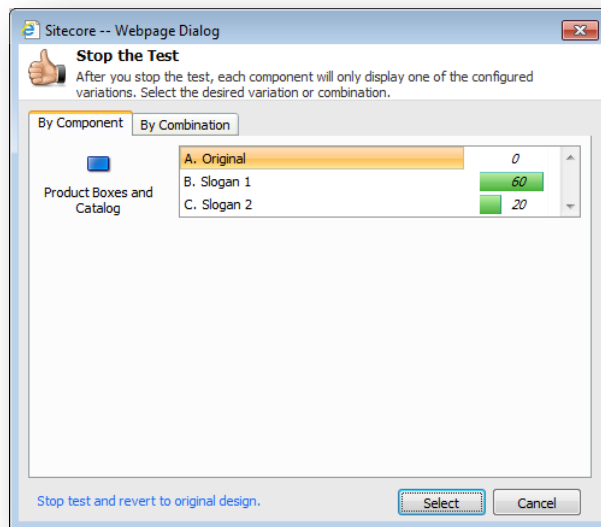 Sitecore -- Webpage Dialog
Stop the Test
After you stop the test, each component will only display one of the configured
variations. Select the desired variation or combination.
By Component By Combination
Product Boxes and
Catalog
A. Original 0
B. Slogan 1 60
C. Slogan 2 20
Stop test and revert to original design.
Select Cancel